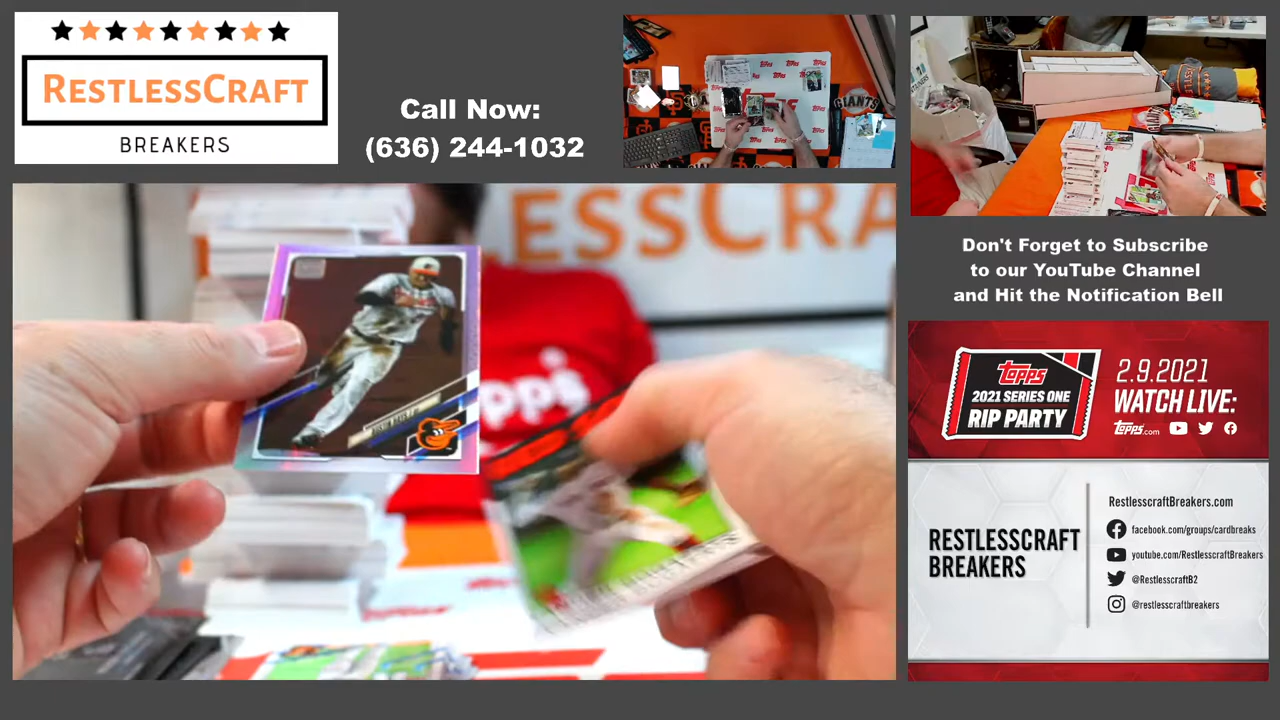 RESTLESSCRAFT
BREAKERS
Call Now:
(636) 244-1032
GIANTS
LESSCRA
Don't Forget to Subscribe
to our YouTube Channel
and Hit the Notification Bell
TOPPS
2021 SERIES ONE
RIP PARTY
2.9.2021
WATCH LIVE:
Topps.com
RESTLESSCRAFT
BREAKERS
RestlesscraftBreakers.com
facebook.com/groups/cardbreaks
youtube.com/RestlesscraftBreakers
@RestlesscraftB2
@restlesscraftbreakers